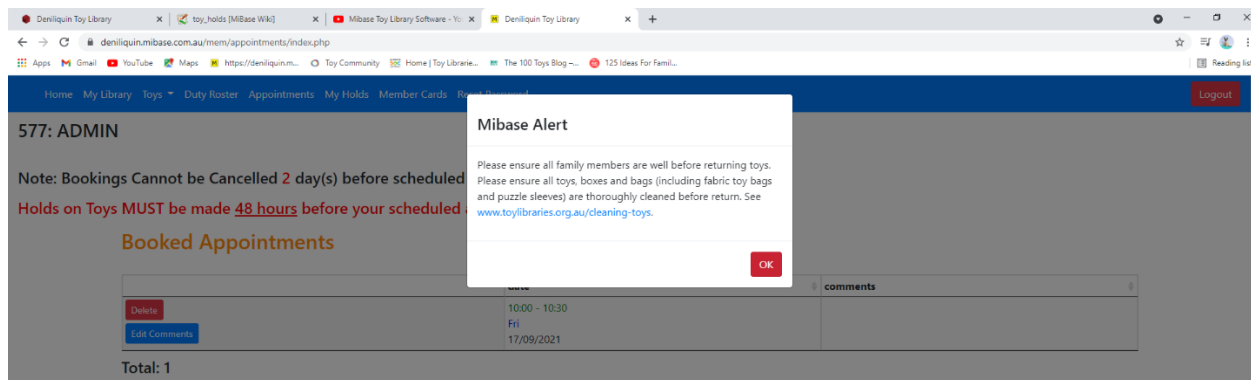 Deniliquin Toy Library
toy_holds [MiBase Wiki]
Mibase Toy Library Software - Yo
Deniliquin Toy Library
deniliquin.mibase.com.au/mem/appointments/index.php
Apps Gmail YouTube Maps https://deniliquin.m... Toy Community Home | Toy Librarie... The 100 Toys Blog –... 125 Ideas For Famil... Reading list
Home My Library Toys Duty Roster Appointments My Holds Member Cards Logout
577: ADMIN
Mibase Alert
Note: Bookings Cannot be Cancelled 2 day(s) before scheduled
Holds on Toys MUST be made 48 hours before your scheduled
Please ensure all family members are well before returning toys.
Please ensure all toys, boxes and bags (including fabric toy bags
and puzzle sleeves) are thoroughly cleaned before return. See
www.toylibraries.org.au/cleaning-toys.
OK
Booked Appointments
date comments
Delete
Edit Comments
10:00 - 10:30
Fri
17/09/2021
Total: 1